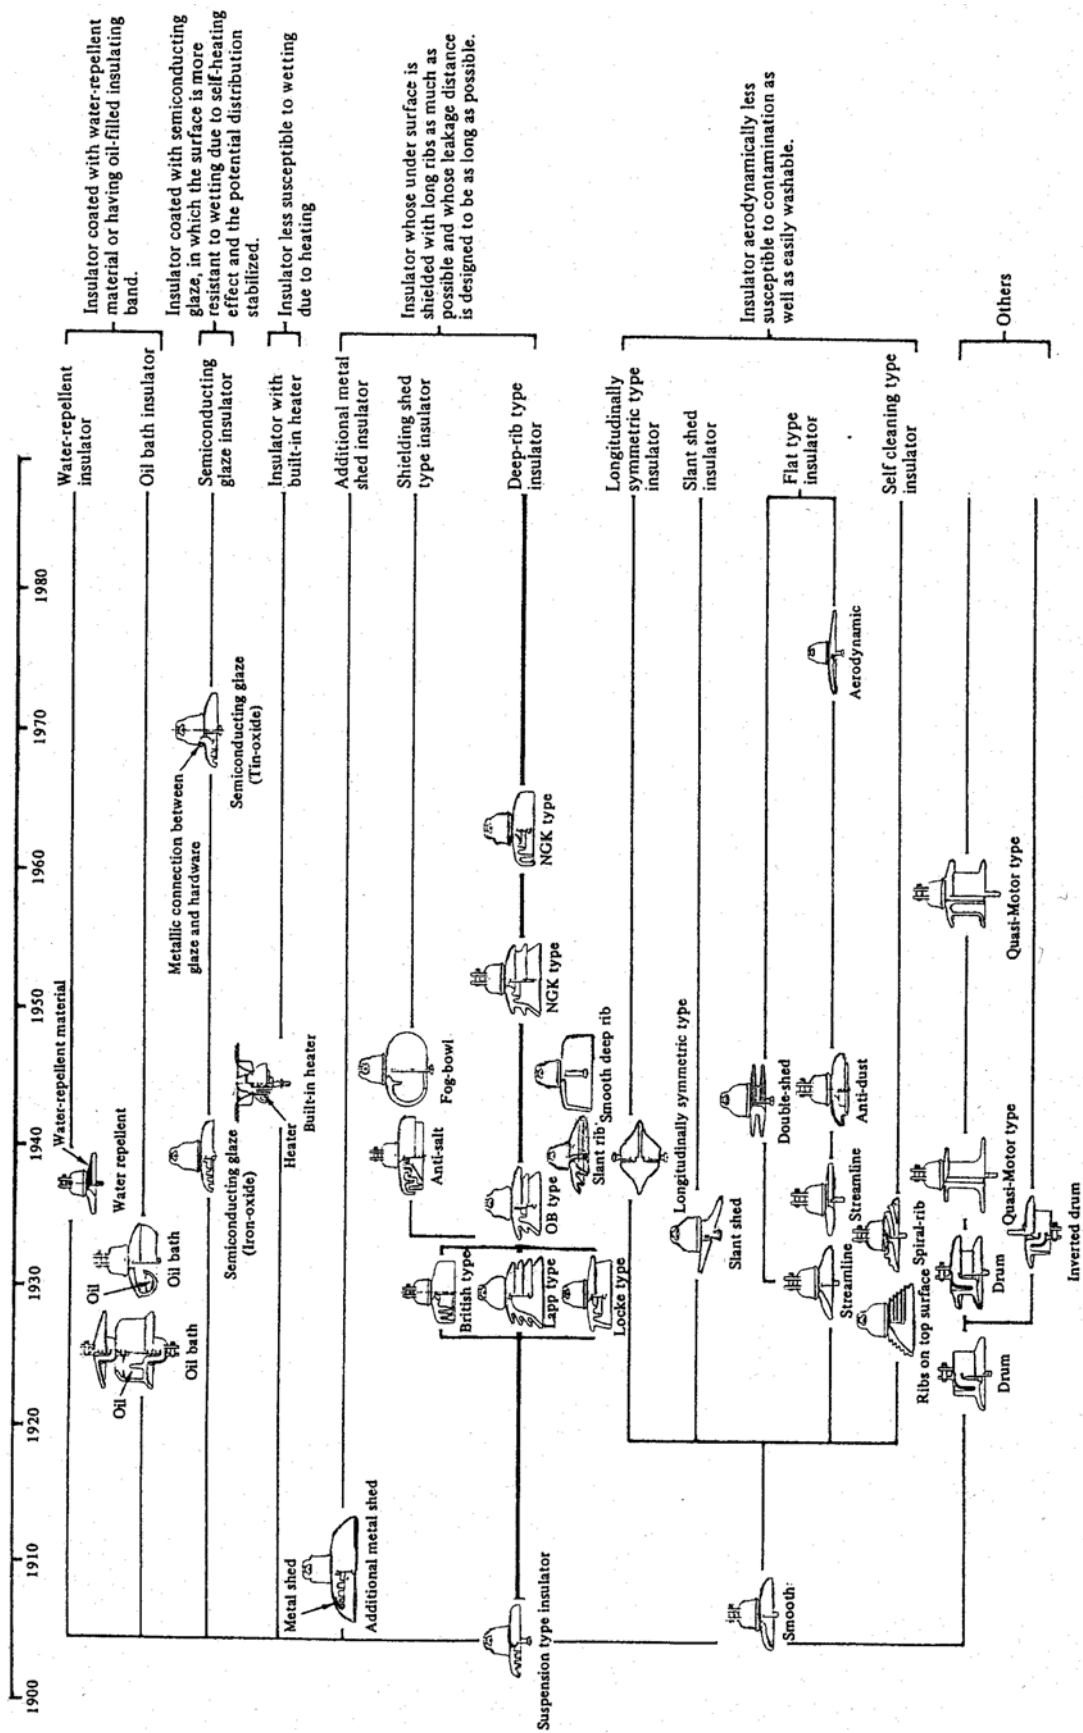 1900
1910
1920
1930
1940
1950
1960
1970
1980
Water-repellent
insulator
Oil bath insulator
Insulator coated with water-repellent
material or having oil-filled insulating
band.
Water-repellent material
Water repellent
Oil
Oil bath
Oil
Oil bath
Semiconducting
glaze insulator
Insulator coated with semiconducting
glaze, in which the surface is more
resistant to wetting due to self-heating
effect and the potential distribution
stabilized.
Metallic connection between
glaze and hardware
Semiconducting glaze
(Iron-oxide)
Semiconducting glaze
(Tin-oxide)
Insulator with
built-in heater
Insulator less susceptible to wetting
due to heating
Heater
Built-in heater
Additional metal
shed insulator
Metal shed
Additional metal shed
Shielding shed
type insulator
Anti-salt
Fog-bowl
Deep-rib type
insulator
Insulator whose under surface is
shielded with long ribs as much as
possible and whose leakage distance
is designed to be as long as possible.
Suspension type insulator
British type
Lapp type
Locke type
OB type
Slant rib
Smooth deep rib
NGK type
NGK type
Longitudinally
symmetric type
insulator
Longitudinally symmetric type
Slant shed
insulator
Slant shed
Flat type
insulator
Smooth
Double-shed
Streamline
Streamline
Anti-dust
Aerodynamic
Self cleaning type
insulator
Insulator aerodynamically less
susceptible to contamination as
well as easily washable.
Ribs on top surface
Spiral-rib
Others
Drum
Drum
Quasi-Motor type
Quasi-Motor type
Inverted drum